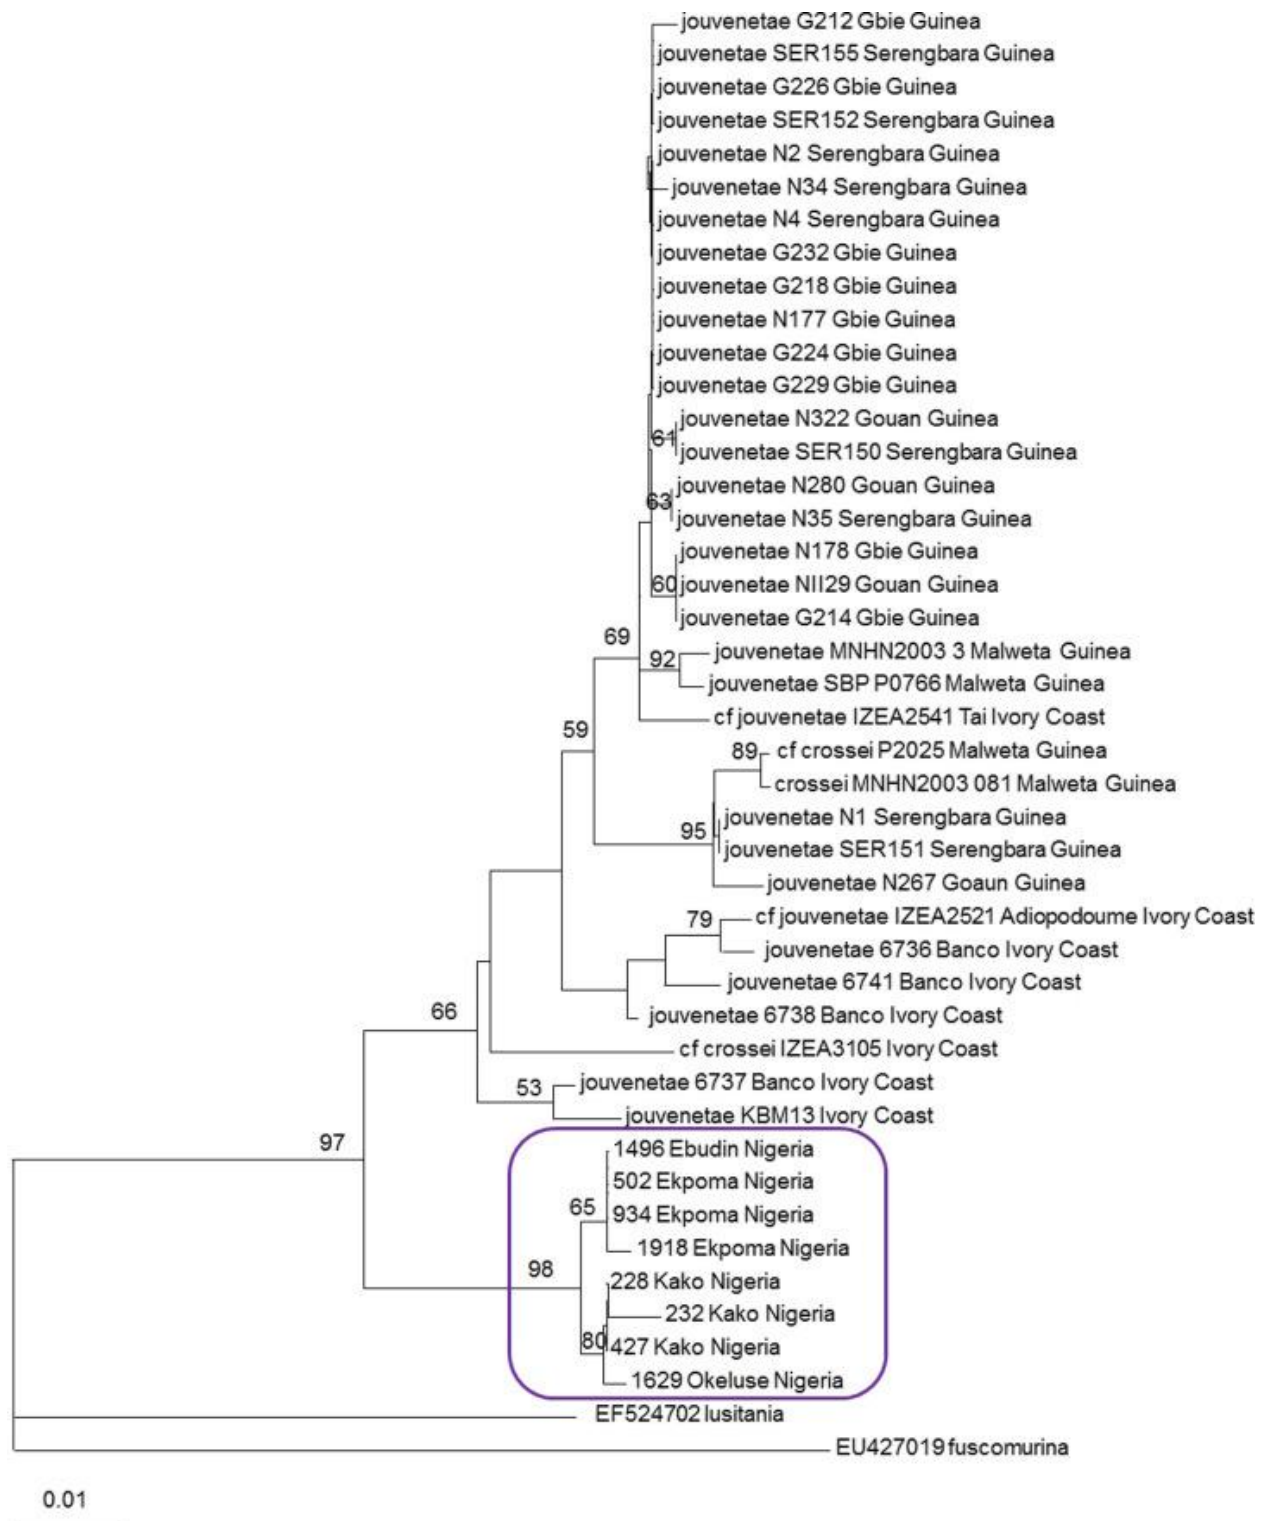 jouvenetae G212 Gbie Guinea
jouvenetae SER155 Serengbara Guinea
jouvenetae G226 Gbie Guinea
jouvenetae SER152 Serengbara Guinea
jouvenetae N2 Serengbara Guinea
jouvenetae N34 Serengbara Guinea
jouvenetae N4 Serengbara Guinea
jouvenetae G232 Gbie Guinea
jouvenetae G218 Gbie Guinea
jouvenetae N177 Gbie Guinea
jouvenetae G224 Gbie Guinea
jouvenetae G229 Gbie Guinea
jouvenetae N322 Gouan Guinea
61
jouvenetae SER150 Serengbara Guinea
jouvenetae N280 Gouan Guinea
63
jouvenetae N35 Serengbara Guinea
jouvenetae N178 Gbie Guinea
60 jouvenetae NII29 Gouan Guinea
jouvenetae G214 Gbie Guinea
69
jouvenetae MNHN2003 3 Malweta Guinea
92
jouvenetae SBP P0766 Malweta Guinea
cf jouvenetae IZEA2541 Tai Ivory Coast
59
89 cf crossei P2025 Malweta Guinea
crossei MNHN2003 081 Malweta Guinea
jouvenetae N1 Serengbara Guinea
95
jouvenetae SER151 Serengbara Guinea
jouvenetae N267 Goaun Guinea
79 cf jouvenetae IZEA2521 Adiopodoume Ivory Coast
jouvenetae 6736 Banco Ivory Coast
jouvenetae 6741 Banco Ivory Coast
66
jouvenetae 6738 Banco Ivory Coast
cf crossei IZEA3105 Ivory Coast
53 jouvenetae 6737 Banco Ivory Coast
jouvenetae KBM13 Ivory Coast
97
1496 Ebudin Nigeria
502 Ekpoma Nigeria
65
934 Ekpoma Nigeria
1918 Ekpoma Nigeria
98
228 Kako Nigeria
232 Kako Nigeria
80 427 Kako Nigeria
1629 Okeluse Nigeria
EF524702 lusitania
EU427019 fuscomurina
0.01